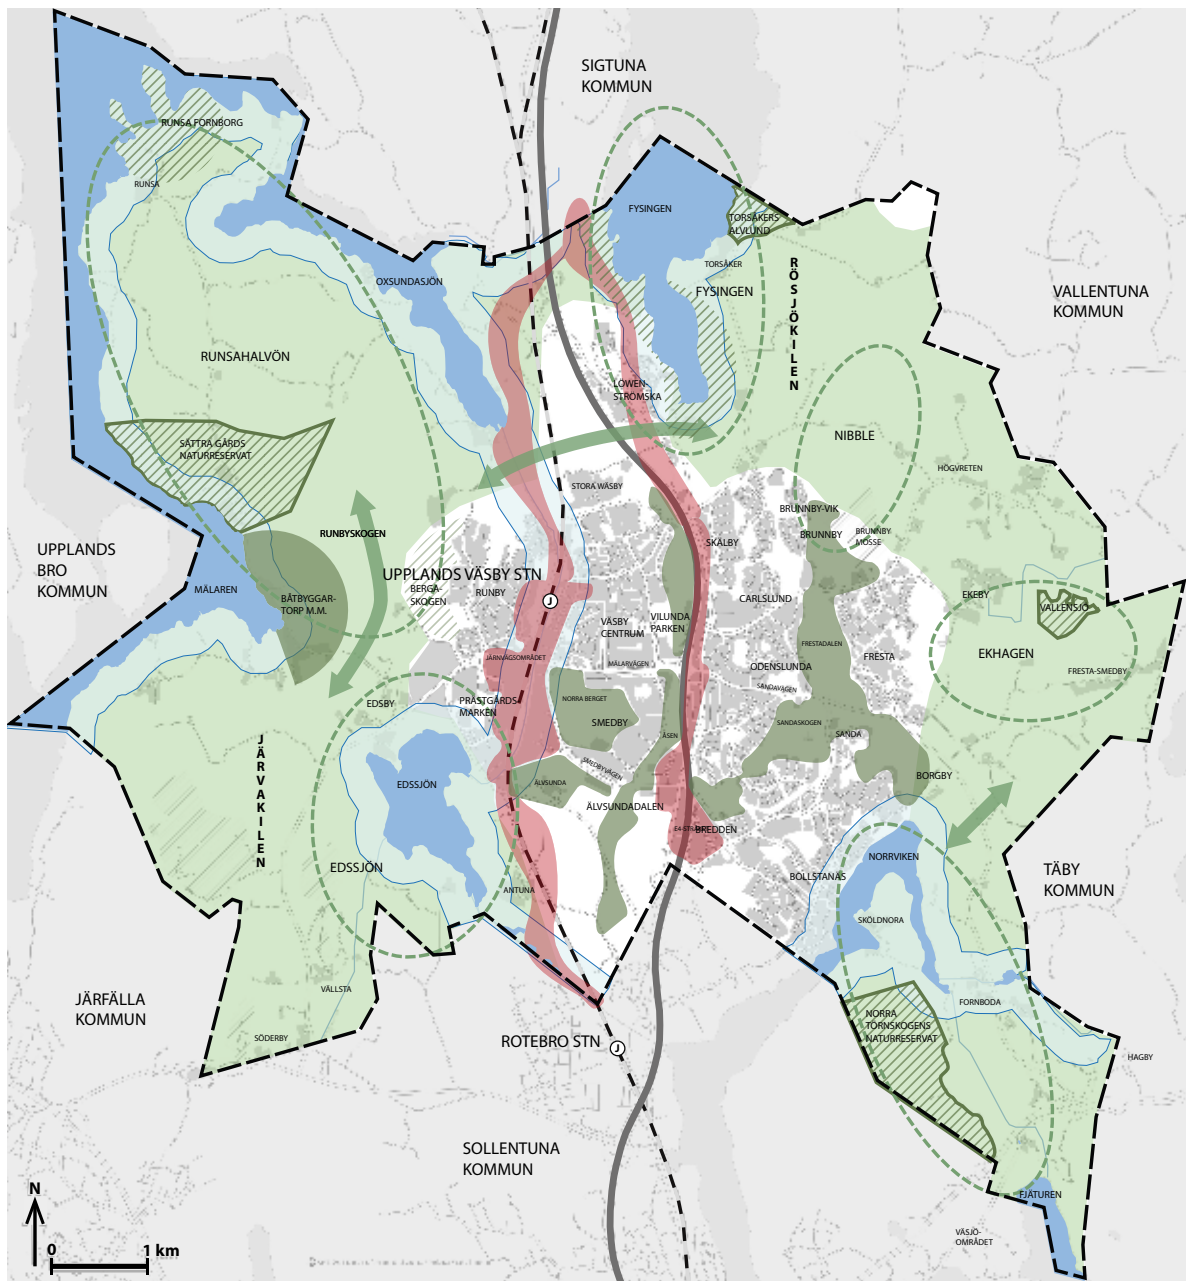 SIGTUNA
KOMMUN
RUNSA FORNBORG
RUNSA
FYSINGEN
TORSÅKERS
ALVLUND
TORSÅKER
FYSINGEN
RÖSJÖKILEN
VALLENTUNA
KOMMUN
OXSUNDASJÖN
RUNSAHALVÖN
LÖWEN-
STRÖMSKA
NIBBLE
SÄTTRA GÅRDS
NATURRESERVAT
HÖGVRETEN
STORA WÄSBY
BRUNNBY-VIK
BRUNNBY
BRUNNBY
MOSSE
RUNBYSKOGEN
SKÄLBY
UPPLANDS
BRO
KOMMUN
UPPLANDS VÄSBY STN
MÄLAREN
BÅTBYGGAR-
TORP M.M.
BERGA-
SKOGEN
RUNBY
J
CARLSLUND
EKEBY
VALLENSJÖ
VÄSBY
CENTRUM
VILUNDA
PARKEN
FRESTADALEN
FRESTA
EKHAGEN
JÄRNVÄGSOMRÅDET
MÄLARVÄGEN
ODENSLUNDA
FRESTA-SMEDBY
SANDAVÄGEN
EDSBY
PRÄSTGÅRDS-
MARKEN
NORRA BERGET
SMEDBY
SANDASKOGEN
SANDA
ÅSEN
JÄRVAKILEN
SMEDBYVÄGEN
BORGBY
EDSSJÖN
ÄLVSUNDA
ÄLVSUNDADALEN
E4-STRÅKET
BREDDEN
EDSSJÖN
NORRVIKEN
BOLLSTANÄS
TÄBY
KOMMUN
ANTUNA
SKÖLDNORA
JÄRFÄLLA
KOMMUN
VÄLLSTA
FORNBODA
NORRA
TÖRNSKOGENS
NATURRESERVAT
SÖDERBY
ROTEBRO STN
J
HAGBY
SOLLENTUNA
KOMMUN
N
FJÄTUREN
VÄSJÖ-
OMRÅDET
0
1 km